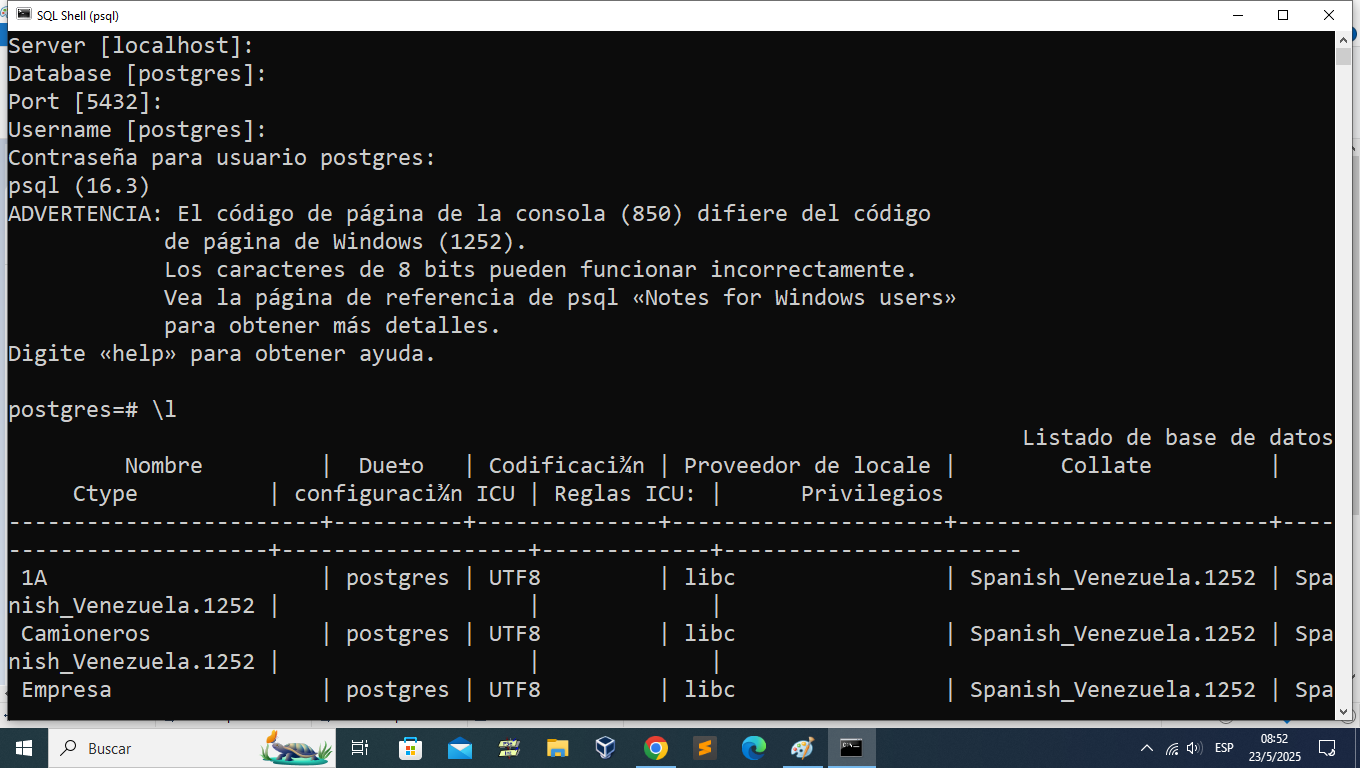 SQL Shell (psql)
Server [localhost]:
Database [postgres]:
Port [5432]:
Username [postgres]:
Contraseña para usuario postgres:
psql (16.3)
ADVERTENCIA: El código de página de la consola (850) difiere del código
            de página de Windows (1252).
            Los caracteres de 8 bits pueden funcionar incorrectamente.
            Vea la página de referencia de psql «Notes for Windows users»
            para obtener más detalles.
Digite «help» para obtener ayuda.
postgres=# \l
Listado de base de datos
         Nombre         |  Due±o   | Codificaci¾n | Proveedor de locale |        Collate         |
     Ctype          | configuraci¾n ICU | Reglas ICU: |      Privilegios
------------------------+----------+--------------+---------------------+------------------------+----
--------------------+-------------------+-------------+-----------------------
 1A                     | postgres | UTF8         | libc                | Spanish_Venezuela.1252 | Spa
nish_Venezuela.1252 |                   |             |
 Camioneros             | postgres | UTF8         | libc                | Spanish_Venezuela.1252 | Spa
nish_Venezuela.1252 |                   |             |
 Empresa                | postgres | UTF8         | libc                | Spanish_Venezuela.1252 | Spa
Buscar
ESP
08:52
23/5/2025